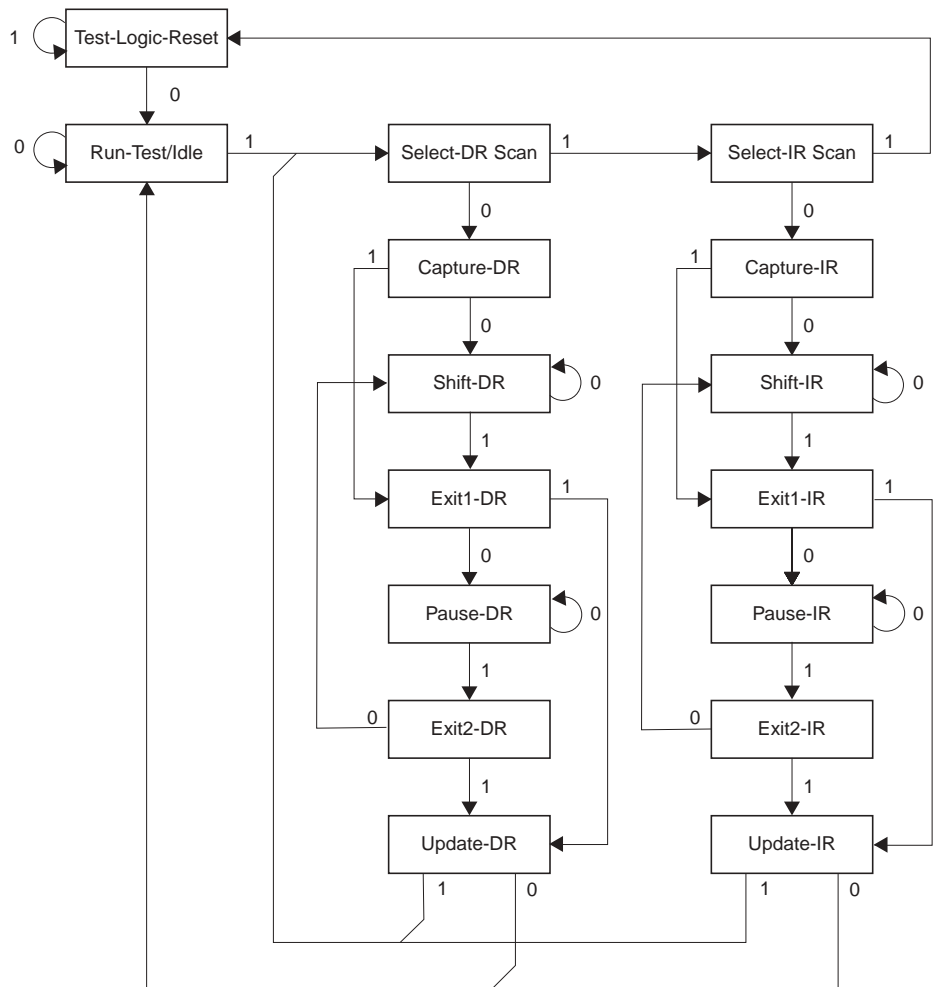 1 Test-Logic-Reset
0
0 Run-Test/Idle 1 Select-DR Scan 1 Select-IR Scan 1
0 0
1 Capture-DR 1 Capture-IR
0 0
Shift-DR 0 Shift-IR 0
1 1
Exit1-DR 1 Exit1-IR 1
0 0
Pause-DR 0 Pause-IR 0
1 1
0 Exit2-DR 0 Exit2-IR
1 1
Update-DR Update-IR
1 0 1 0